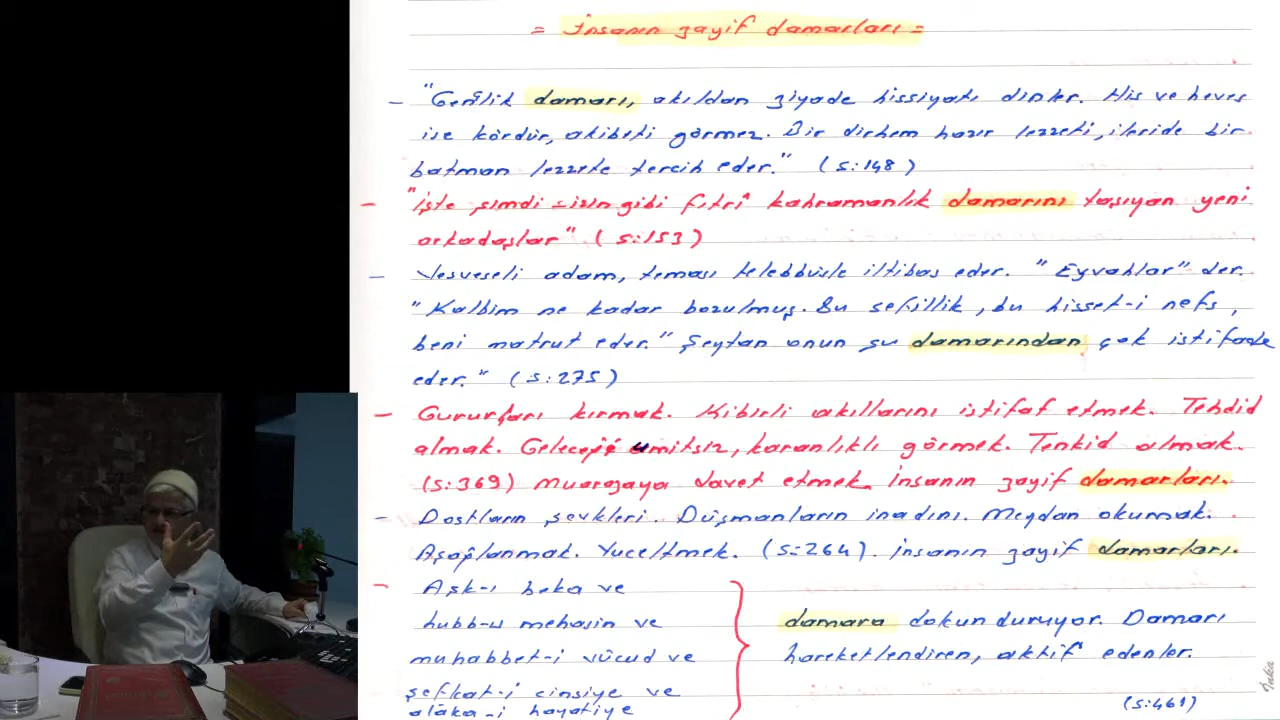 = İnsanın zayıf damarları =
- "Gençlik damarı, akıldan ziyade hissiyatı dinler. His ve heves
ise kördür, akibeti görmez. Bir dirhem hazır lezzeti, ileride bir
batman lezzete tercih eder." (s:148)
- "İşte şimdi sizin gibi fıtrî kahramanlık damarını taşıyan yeni
arkadaşlar" (s:153)
- Vesveseli adam, teması telebbüsle iltibas eder. "Eyvahlar" der.
"Kalbim ne kadar bozulmuş. Bu sefillik, bu hısset-i nefs,
beni matrut eder." Şeytan onun şu damarından çok istifade
eder." (s:275)
- Gururları kırmak. Kibirli akıllarını istifaf etmek. Tehdid
almak. Geleceği ümitsiz, karanlıklı görmek. Tenkid almak.
(s:369) Muarazaya davet etmek. İnsanın zayıf damarları.
- Dostların şevkleri. Düşmanların inadını. Meydan okumak.
Aşağılanmak. Yüceltmek. (s:264). İnsanın zayıf damarları.
- Aşk-ı beka ve
hubb-u mehasin ve
muhabbet-i vücud ve
şefkat-i cinsiye ve
alâka-i hayatiye
damara dokunduruyor. Damarı
hareketlendiren, aktif edenler.
(s:461)